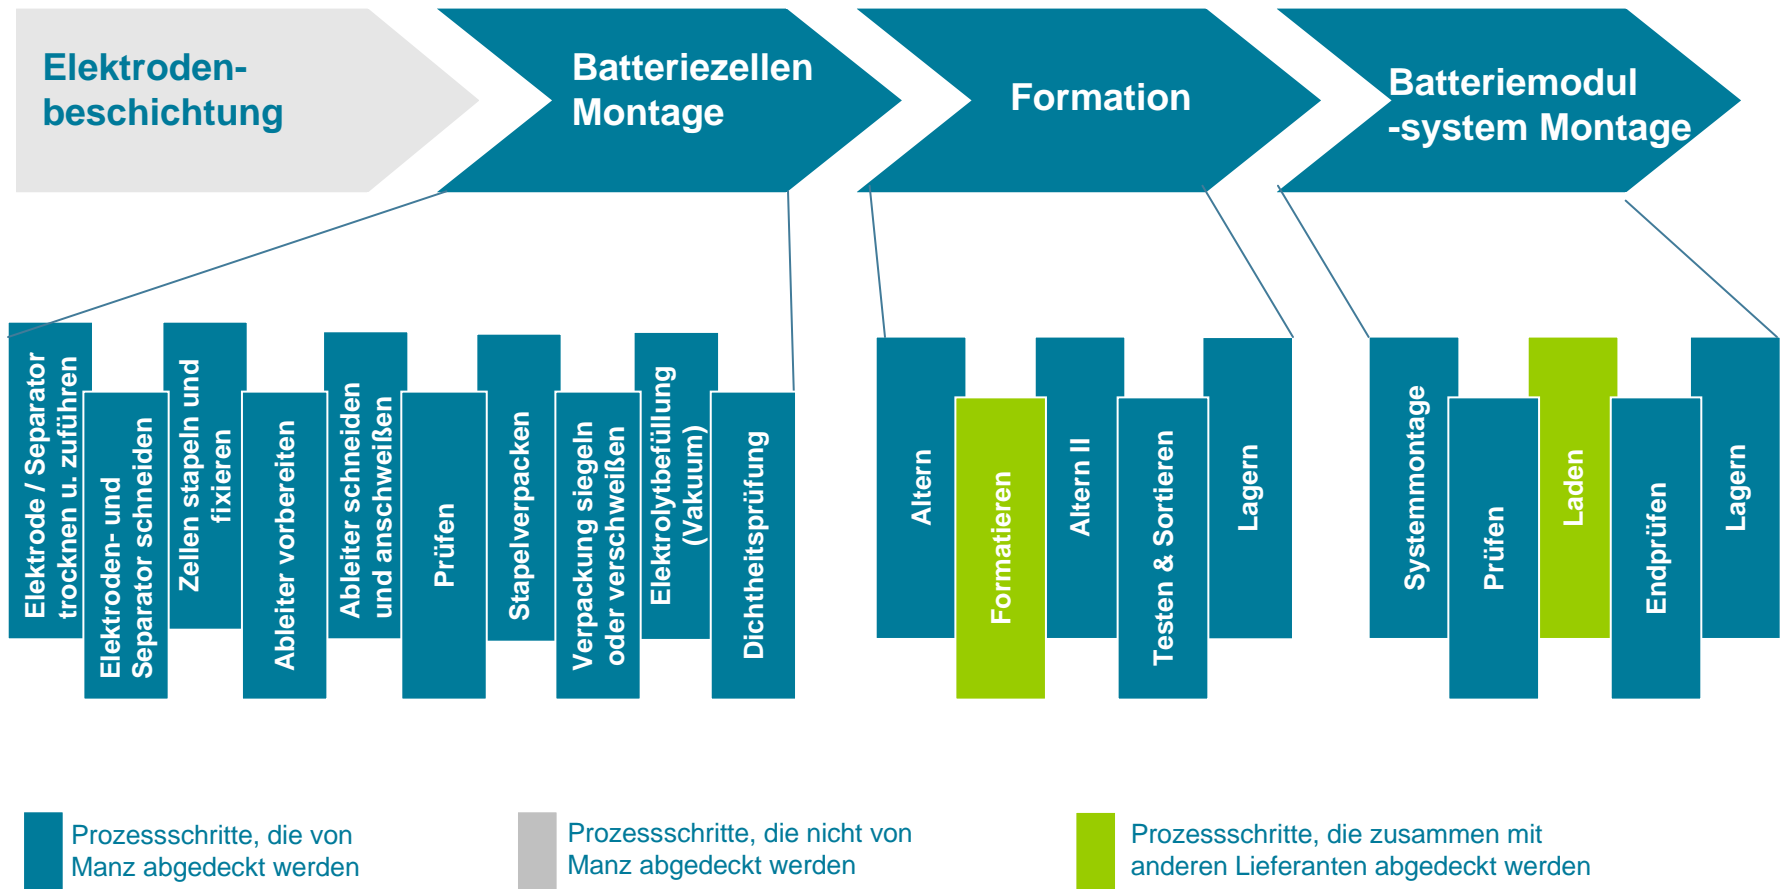 Elektroden-
beschichtung
Batteriezellen
Montage
Formation
Batteriemodul
-system Montage
Elektrode / Separator
trocknen u. zuführen
Elektroden- und
Separator schneiden
Zellen stapeln und
fixieren
Ableiter vorbereiten
Ableiter schneiden
und anschweißen
Prüfen
Stapelverpacken
Verpackung siegeln
oder verschweißen
Elektrolytbefüllung
(Vakuum)
Dichtheitsprüfung
Altern
Formatieren
Altern II
Testen & Sortieren
Lagern
Systemmontage
Prüfen
Laden
Endprüfen
Lagern
Prozessschritte, die von
Manz abgedeckt werden
Prozessschritte, die nicht von
Manz abgedeckt werden
Prozessschritte, die zusammen mit
anderen Lieferanten abgedeckt werden